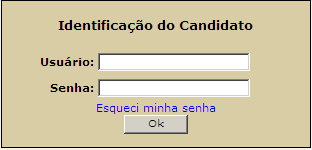 Identificação do Candidato
Usuário:
Senha:
Esqueci minha senha
Ok